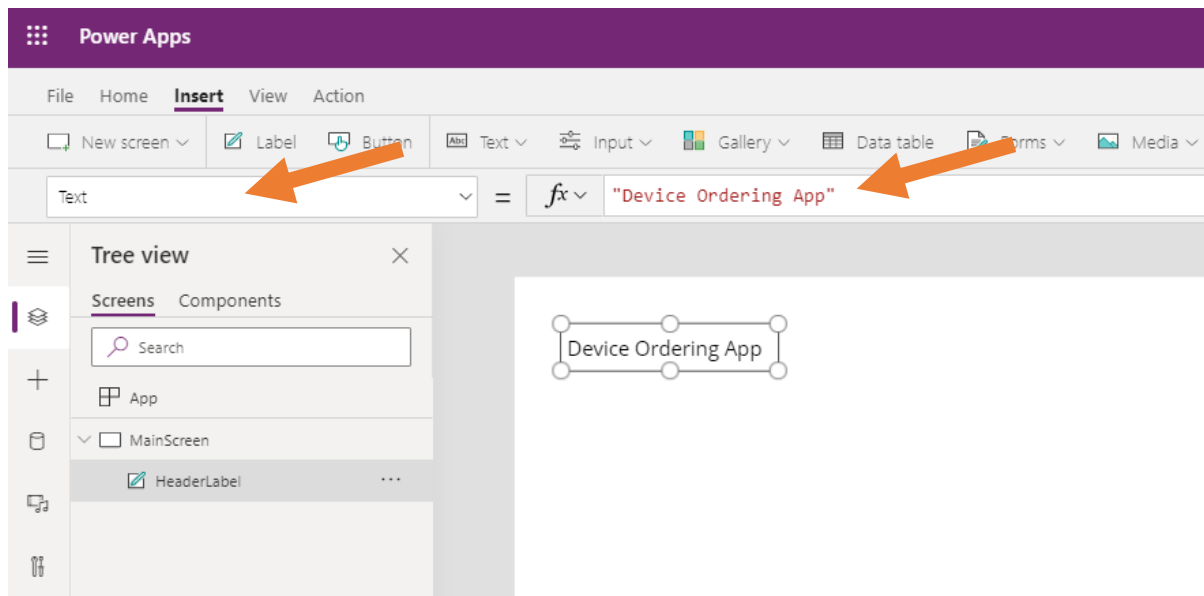 Power Apps
File Home Insert View Action
New screen Label Button Abc Text Input Gallery Data table Forms Media
Text = fx "Device Ordering App"
Tree view
Screens Components
Search
App
MainScreen
HeaderLabel ...
Device Ordering App